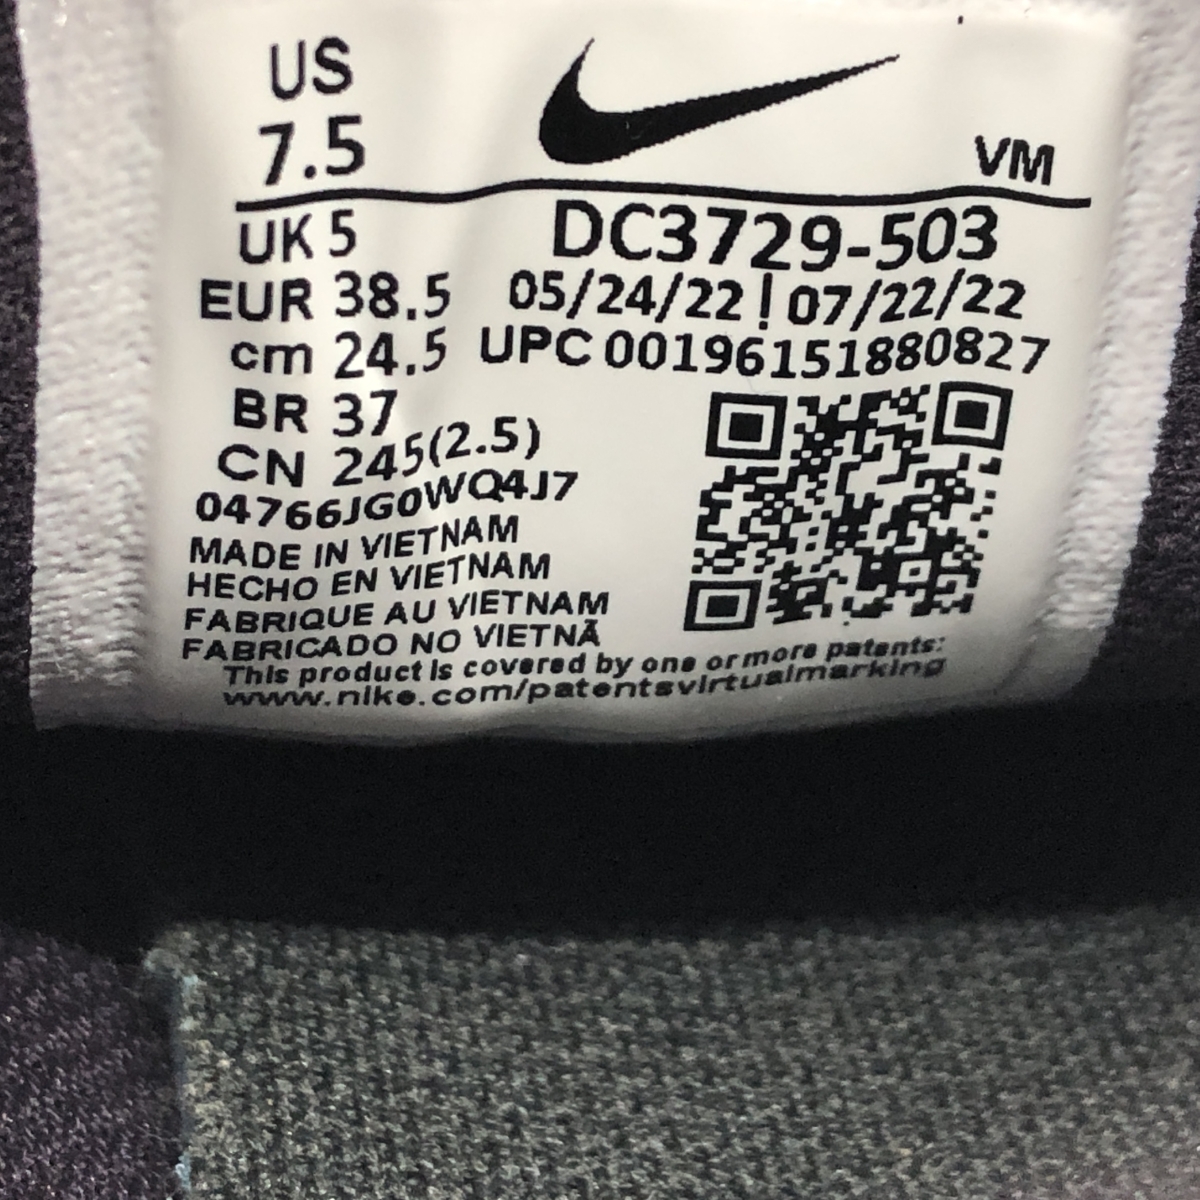 US
7.5
VM
UK 5
DC3729-503
EUR 38.5
05/24/22 | 07/22/22
cm 24.5
UPC 00196151880827
BR 37
CN 245(2.5)
04766JG0WQ4J7
MADE IN VIETNAM
HECHO EN VIETNAM
FABRIQUE AU VIETNAM
FABRICADO NO VIETNÃ
This product is covered by one or more patents:
www.nike.com/patentsvirtualmarking